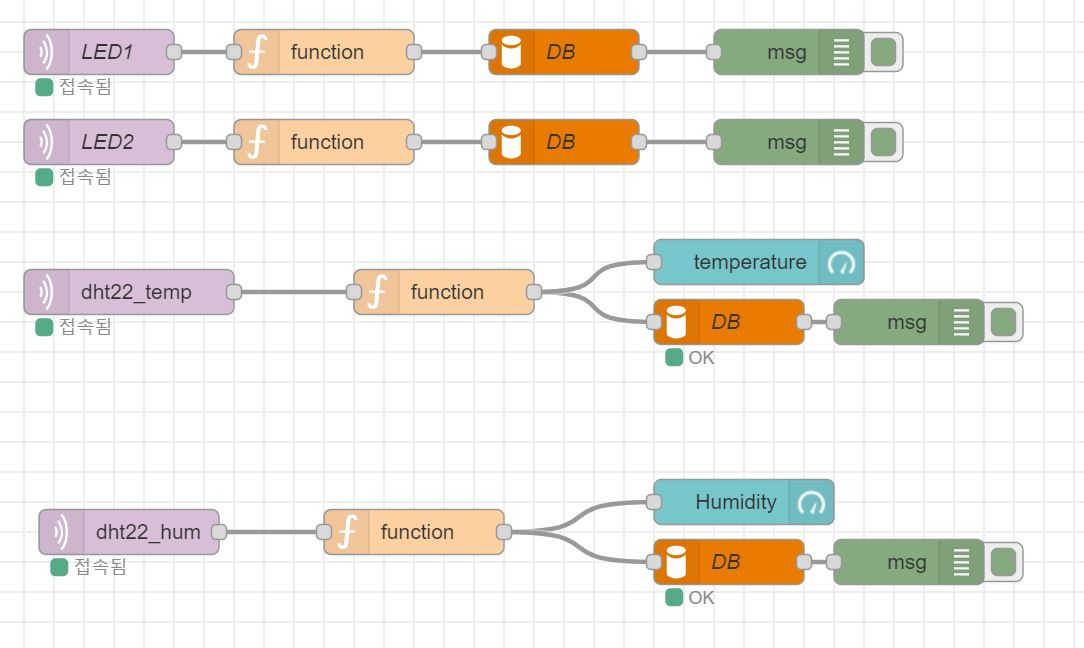 LED1 function DB msg
접속됨
LED2 function DB msg
접속됨
temperature
dht22_temp function
DB msg
접속됨
OK
Humidity
dht22_hum function
DB msg
접속됨
OK